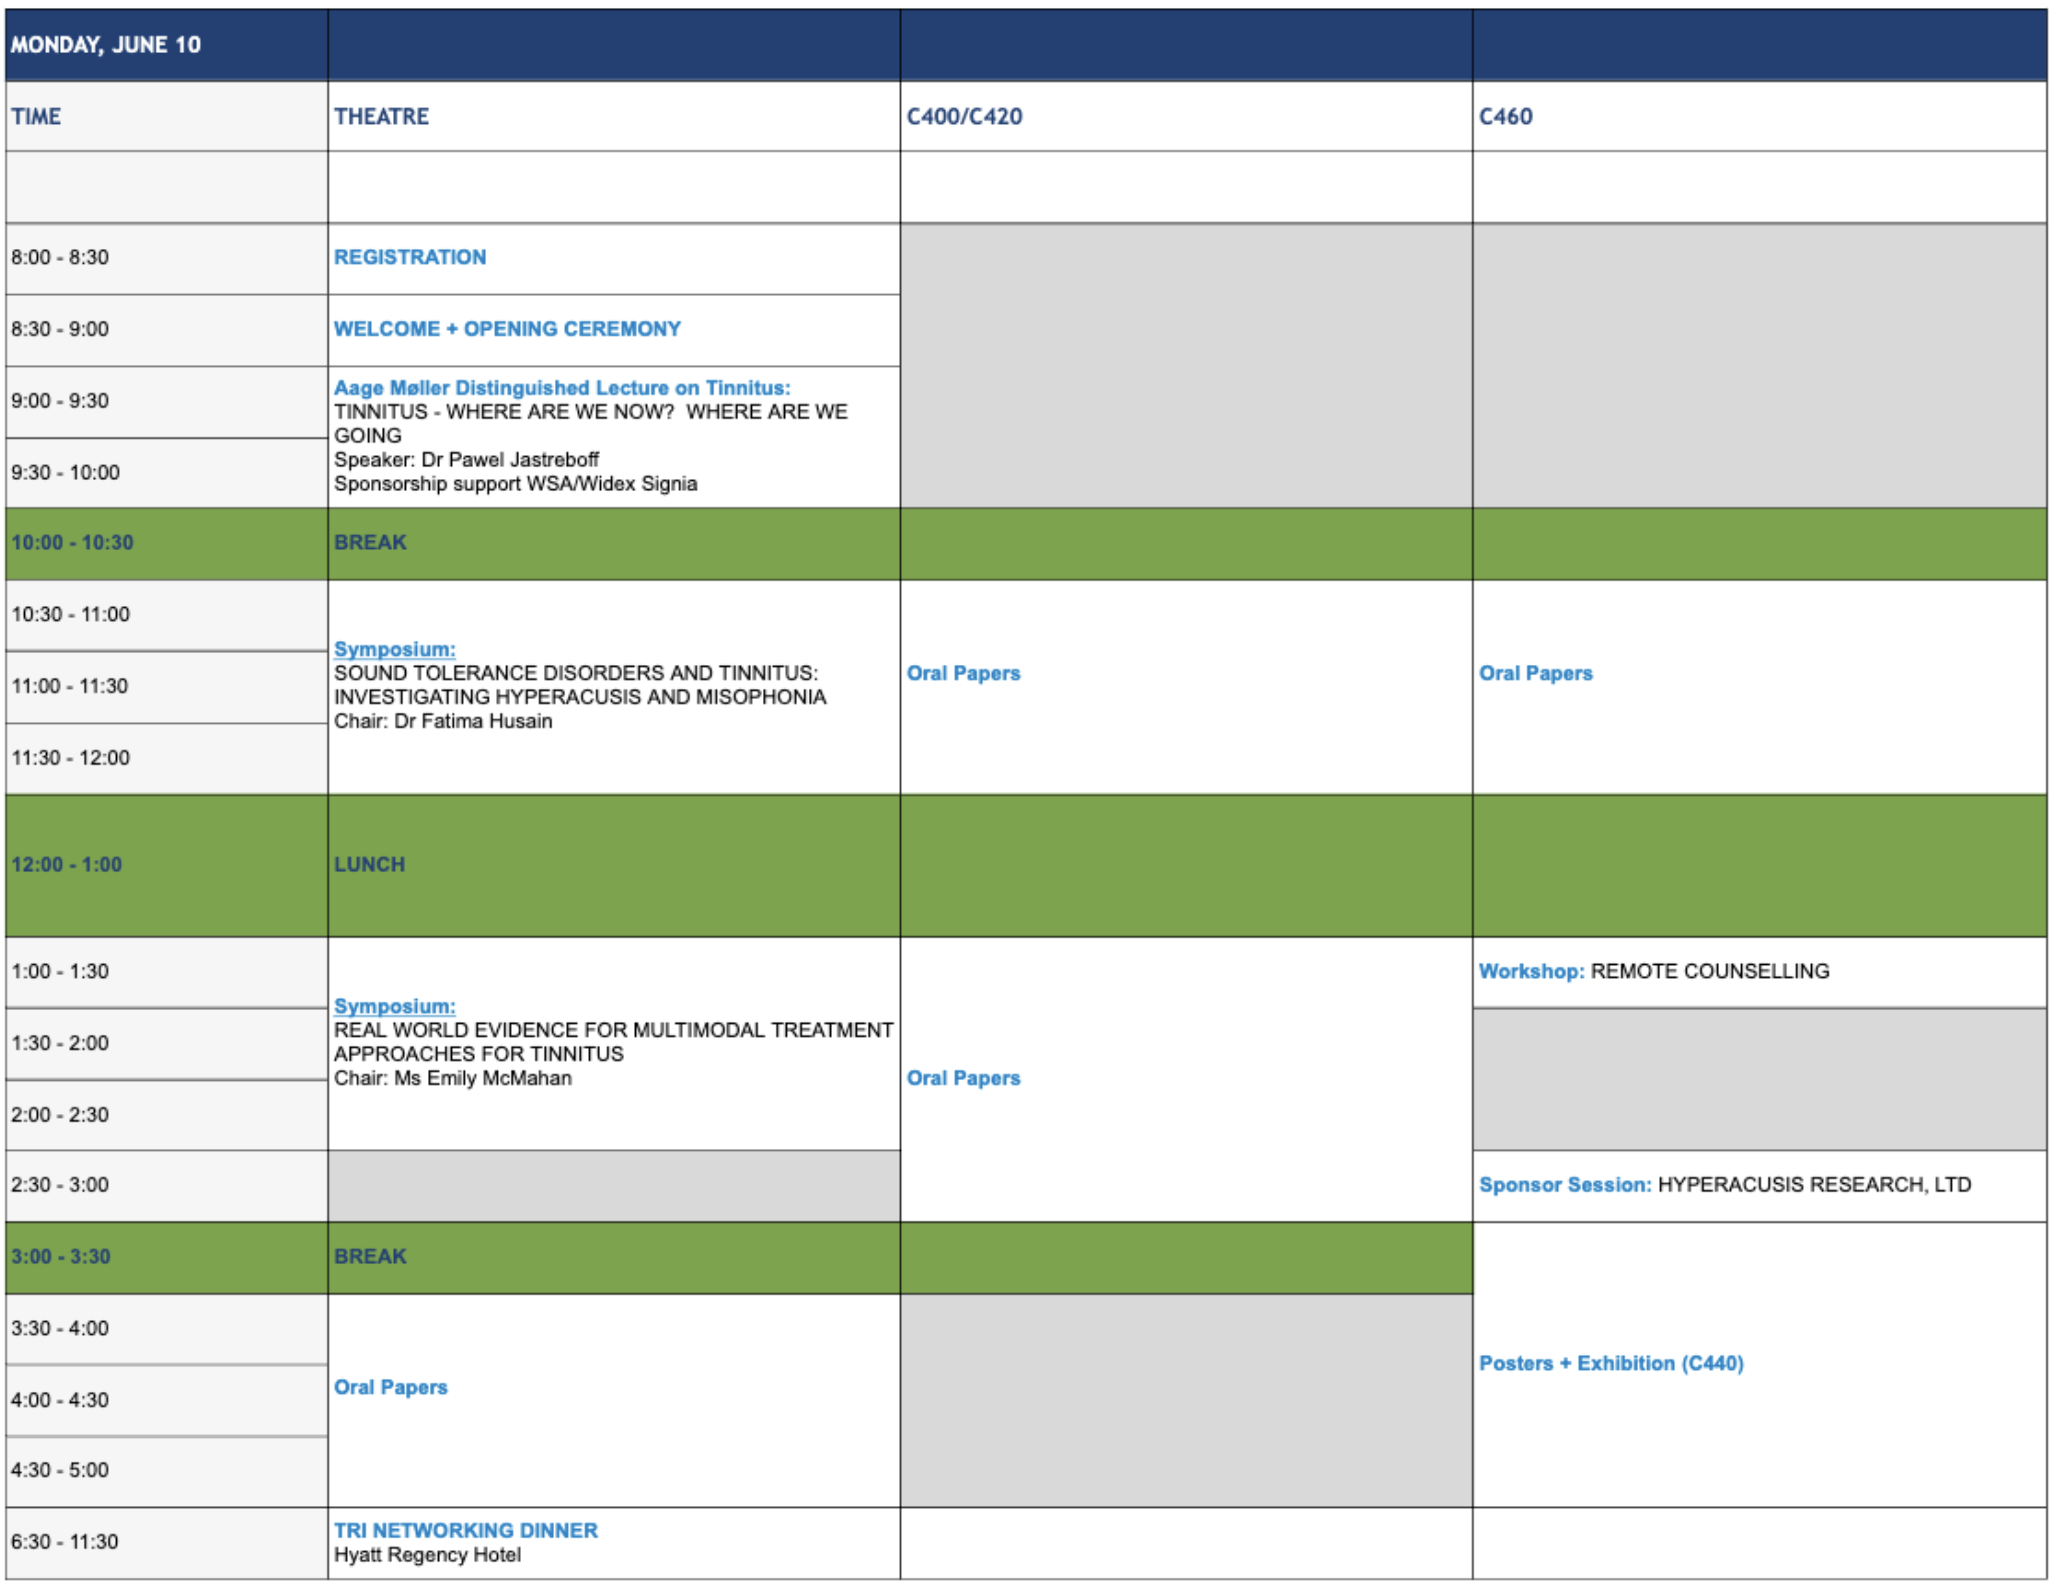 MONDAY, JUNE 10
TIME THEATRE C400/C420 C460
8:00 - 8:30 REGISTRATION
8:30 - 9:00 WELCOME + OPENING CEREMONY
9:00 - 9:30
9:30 - 10:00
Aage Møller Distinguished Lecture on Tinnitus:
TINNITUS - WHERE ARE WE NOW?  WHERE ARE WE
GOING
Speaker: Dr Pawel Jastreboff
Sponsorship support WSA/Widex Signia
10:00 - 10:30 BREAK
10:30 - 11:00
11:00 - 11:30
11:30 - 12:00
Symposium:
SOUND TOLERANCE DISORDERS AND TINNITUS:
INVESTIGATING HYPERACUSIS AND MISOPHONIA
Chair: Dr Fatima Husain
Oral Papers
Oral Papers
12:00 - 1:00 LUNCH
1:00 - 1:30
1:30 - 2:00
2:00 - 2:30
2:30 - 3:00
Symposium:
REAL WORLD EVIDENCE FOR MULTIMODAL TREATMENT
APPROACHES FOR TINNITUS
Chair: Ms Emily McMahan
Oral Papers
Workshop: REMOTE COUNSELLING
Sponsor Session: HYPERACUSIS RESEARCH, LTD
3:00 - 3:30 BREAK
3:30 - 4:00
4:00 - 4:30
4:30 - 5:00
Oral Papers
Posters + Exhibition (C440)
6:30 - 11:30
TRI NETWORKING DINNER
Hyatt Regency Hotel